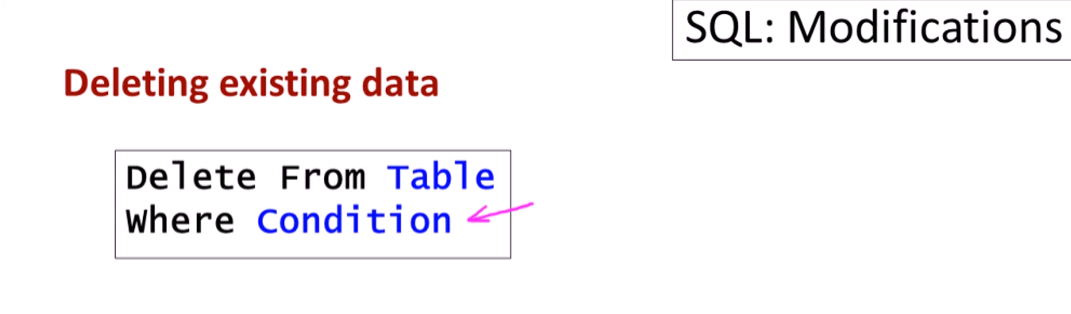 SQL: Modifications
Deleting existing data
Delete From Table
Where Condition